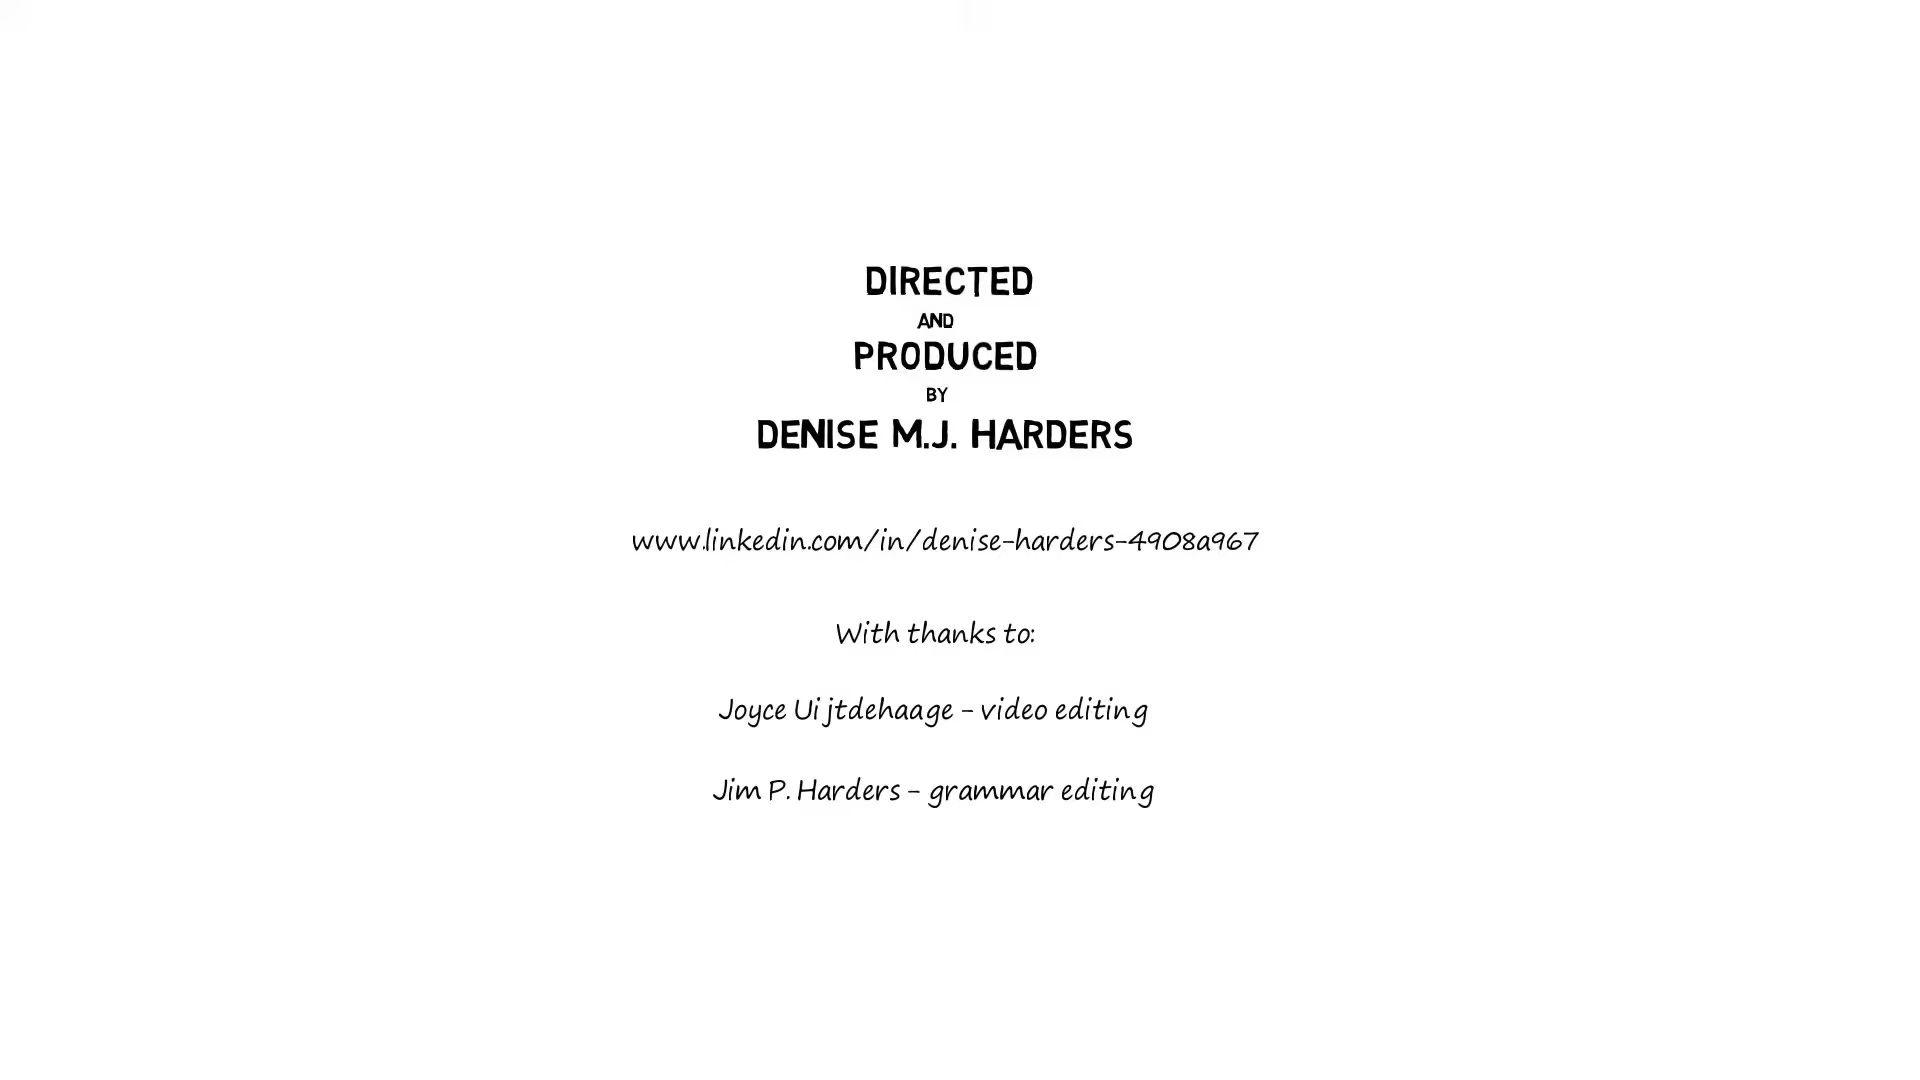 DIRECTED
AND
PRODUCED
BY
DENISE M.J. HARDERS
www.linkedin.com/in/denise-harders-4908a967
With thanks to:
Joyce Uijtdehaage - video editing
Jim P. Harders - grammar editing